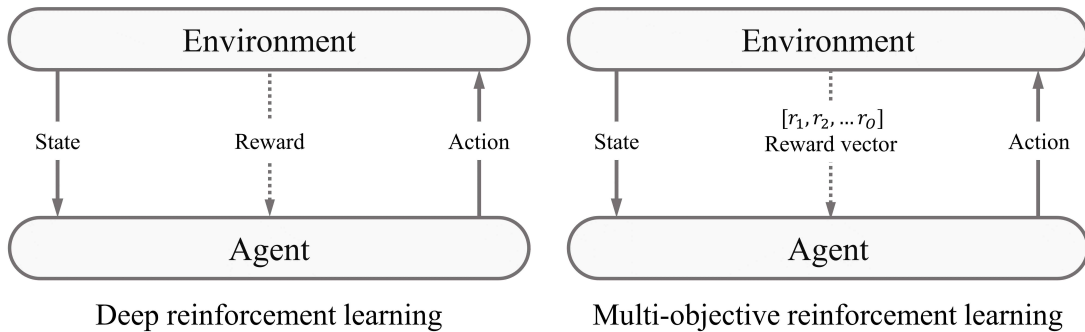 Environment
State
Reward
Action
Agent
Deep reinforcement learning
Environment
State
[r₁, r₂, … r_O]
Reward vector
Action
Agent
Multi-objective reinforcement learning